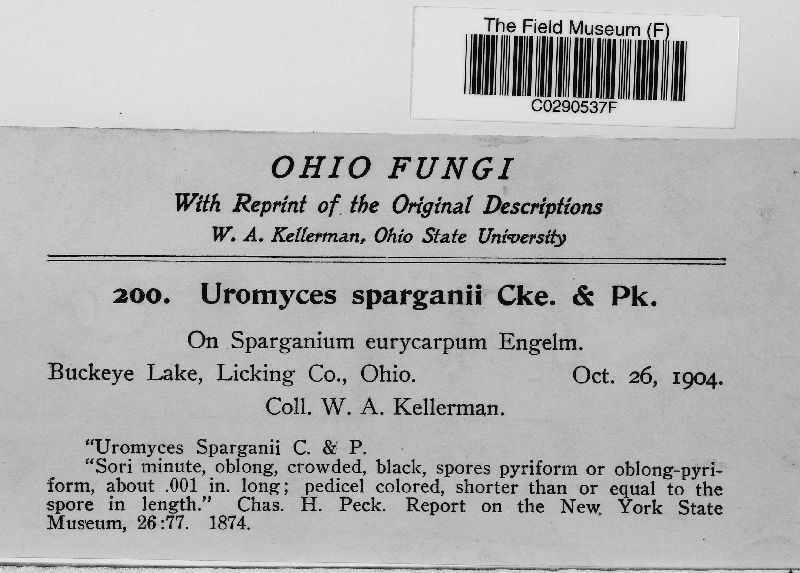 The Field Museum (F)
C0290537F
OHIO FUNGI
With Reprint of the Original Descriptions
W. A. Kellerman, Ohio State University
200. Uromyces sparganii Cke. & Pk.
On Sparganium eurycarpum Engelm.
Buckeye Lake, Licking Co., Ohio. Oct. 26, 1904.
Coll. W. A. Kellerman.
"Uromyces Sparganii C. & P.
"Sori minute, oblong, crowded, black, spores pyriform or oblong-pyri-
form, about .001 in. long; pedicel colored, shorter than or equal to the
spore in length." Chas. H. Peck. Report on the New York State
Museum, 26:77. 1874.